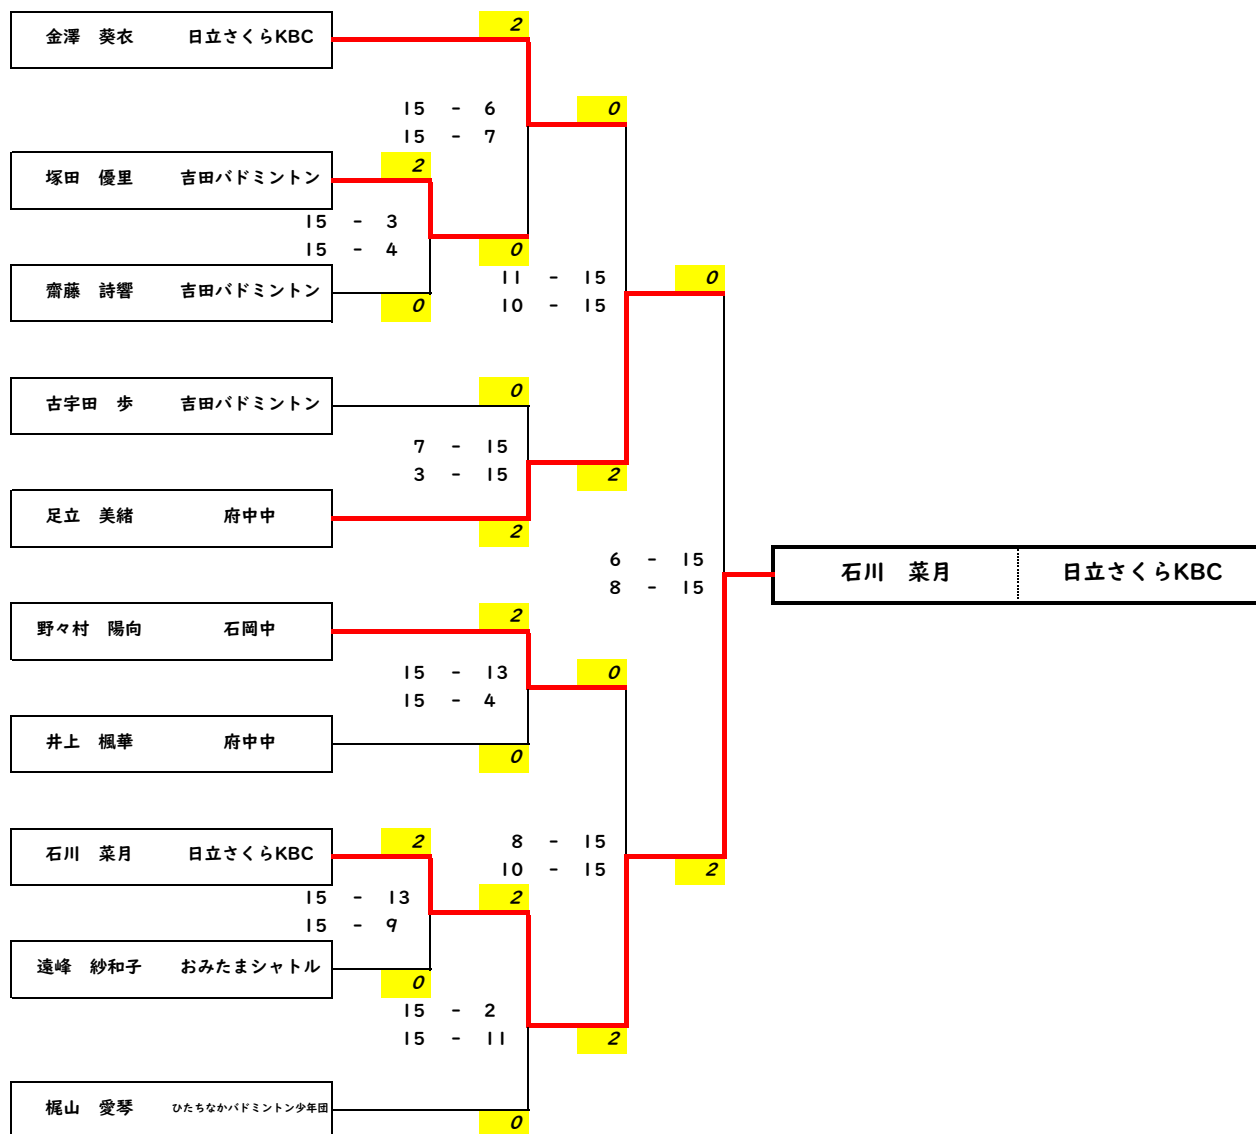 2
金澤 葵衣 日立さくらKBC
15 - 6 0
15 - 7
2
塚田 優里 吉田バドミントン
15 - 3
15 - 4 0
11 - 15 0
齋藤 詩響 吉田バドミントン
0 10 - 15
0
古宇田 歩 吉田バドミントン
7 - 15
3 - 15 2
足立 美緒 府中中
2
6 - 15
石川 菜月 日立さくらKBC
8 - 15
2
野々村 陽向 石岡中
15 - 13 0
15 - 4
井上 楓華 府中中
0
2 8 - 15
石川 菜月 日立さくらKBC
10 - 15 2
15 - 13 2
15 - 9
遠峰 紗和子 おみたまシャトル
0
15 - 2
15 - 11 2
梶山 愛琴 ひたちなかバドミントン少年団
0